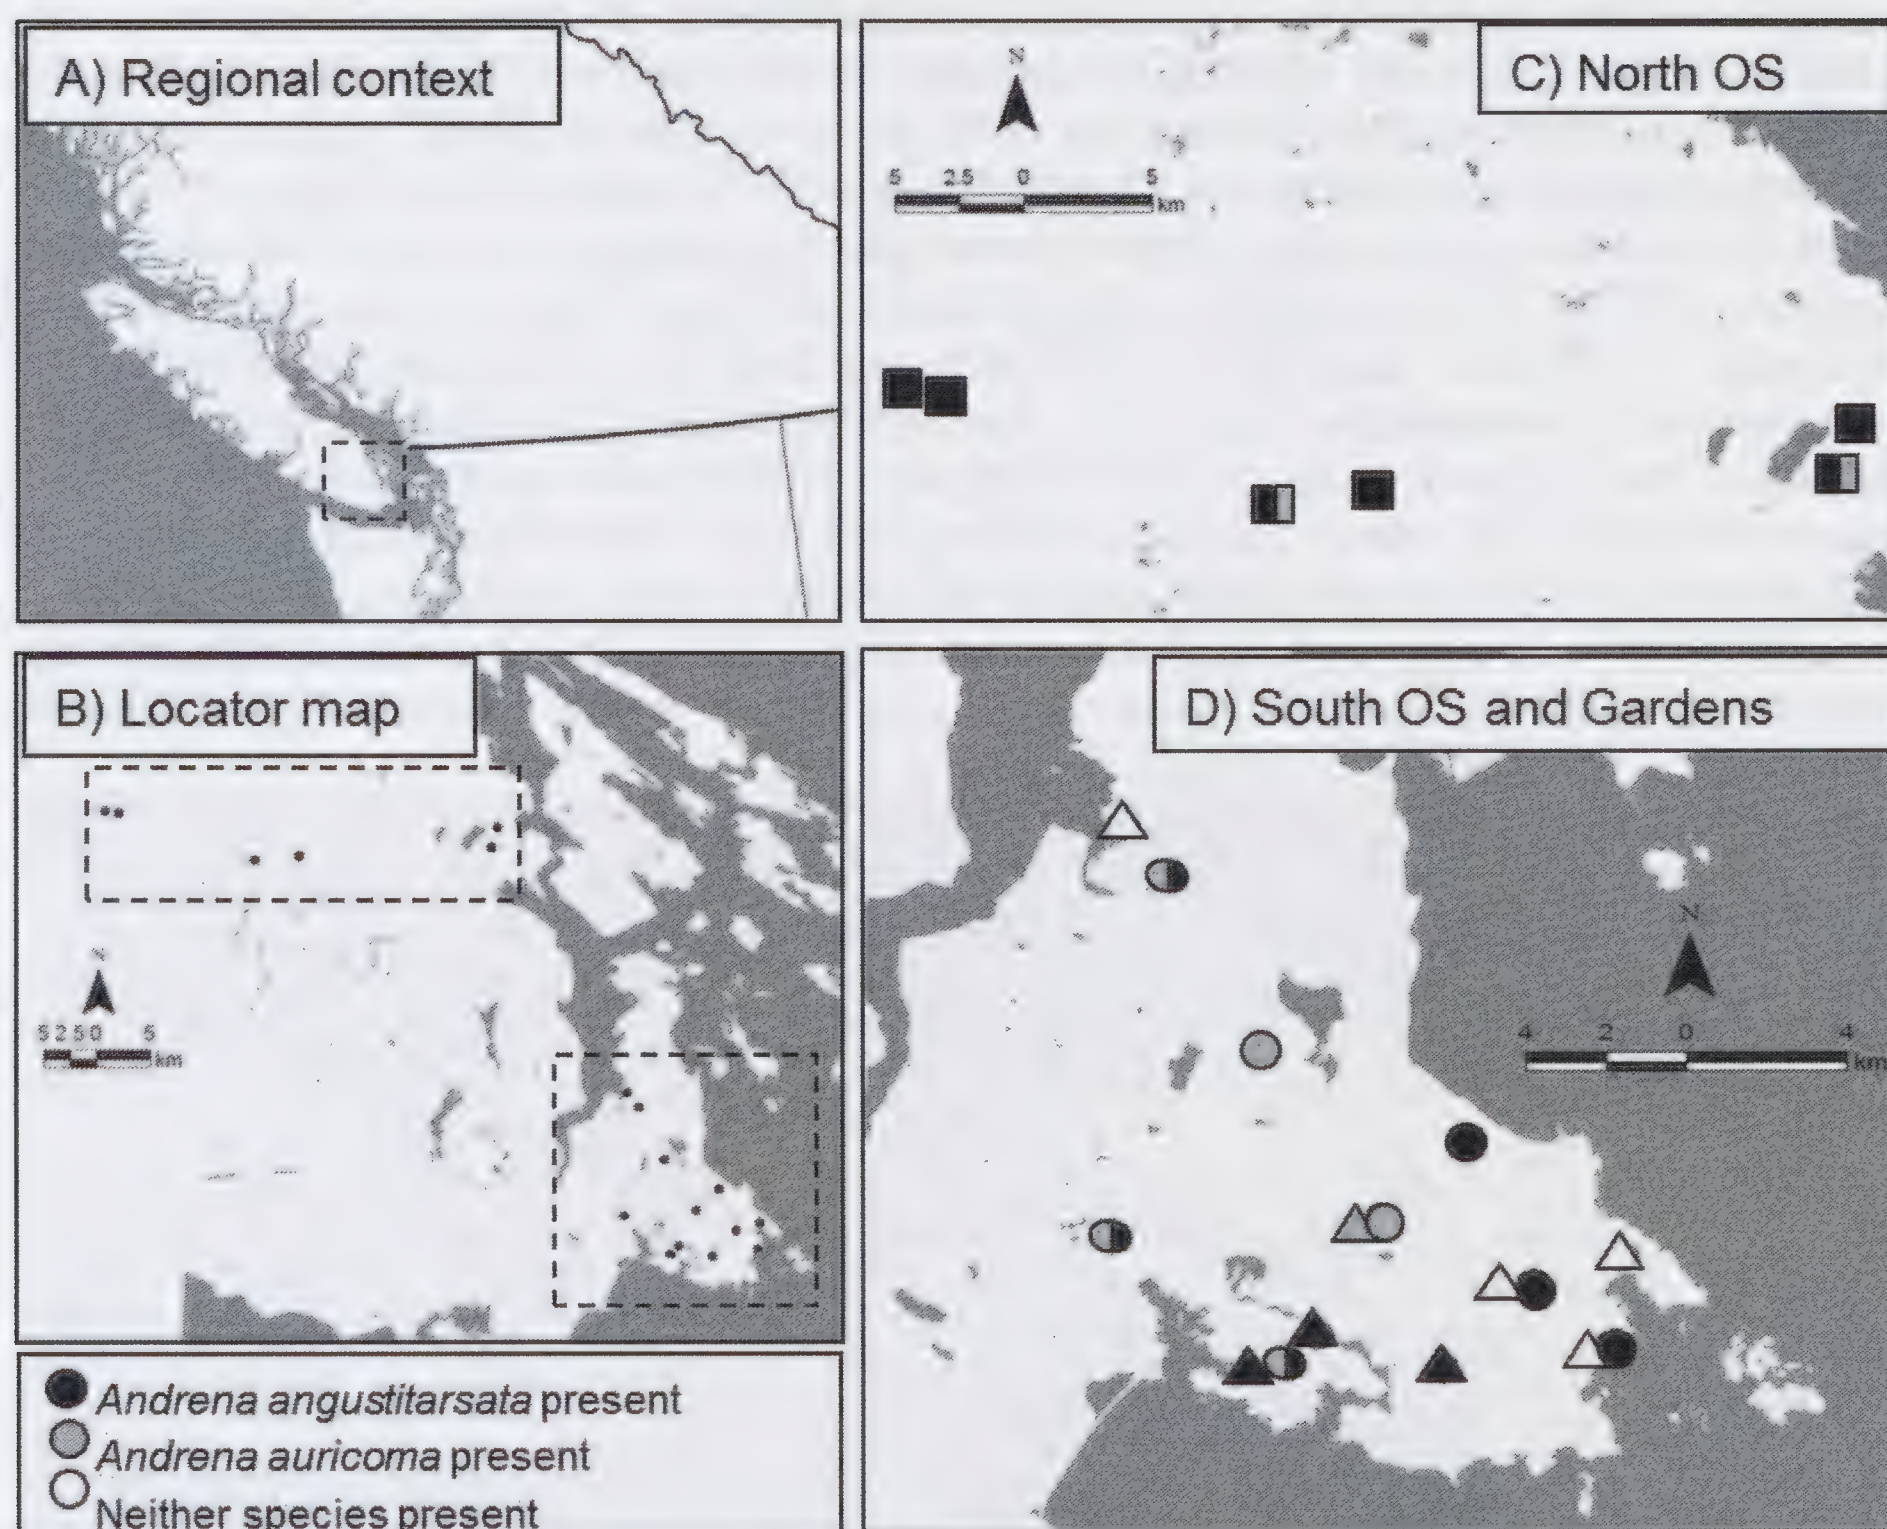 A) Regional context
C) North OS
N
5 2.5 0 5
km
B) Locator map
N
5 2 5 0 5
km
D) South OS and Gardens
N
4 2 0 4
km
Andrena angustitarsata present
Andrena auricoma present
Neither species present